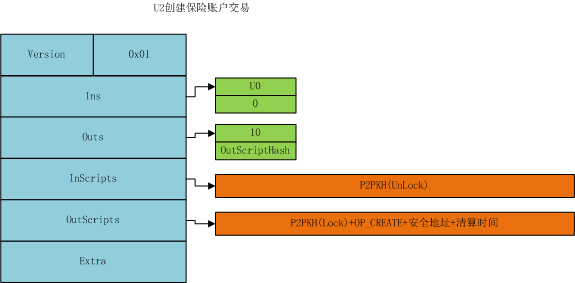 U2创建保险账户交易
Version 0x01
Ins
U0
0
Outs
10
OutScriptHash
InScripts
P2PKH(UnLock)
OutScripts
P2PKH(Lock)+OP_CREATE+安全地址+清算时间
Extra